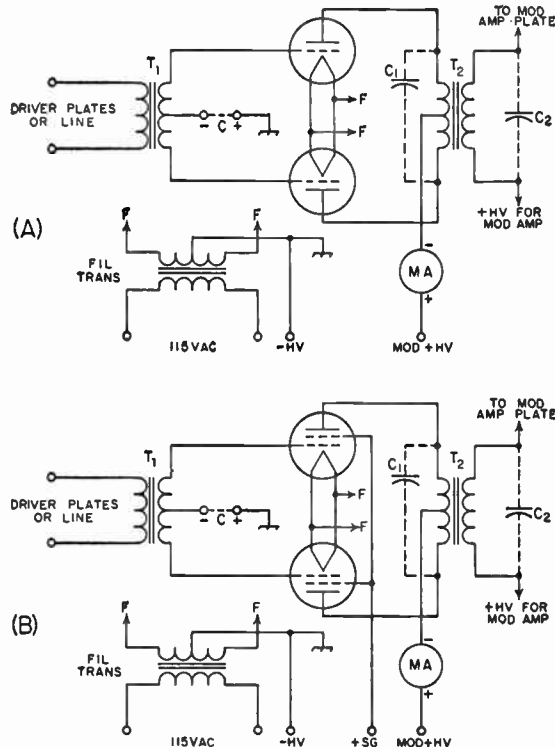 TO MOD
AMP PLATE
T1
C1
T2
DRIVER PLATES
OR LINE
- C +
F
F
C2
+HV FOR
MOD AMP
(A)
F
F
FIL
TRANS
-
MA
+
115VAC
-HV
MOD +HV
TO MOD
AMP PLATE
T1
C1
T2
DRIVER PLATES
OR LINE
- C +
F
F
C2
+HV FOR
MOD AMP
(B)
F
F
FIL
TRANS
-
MA
+
115VAC
-HV
+SG
MOD+HV